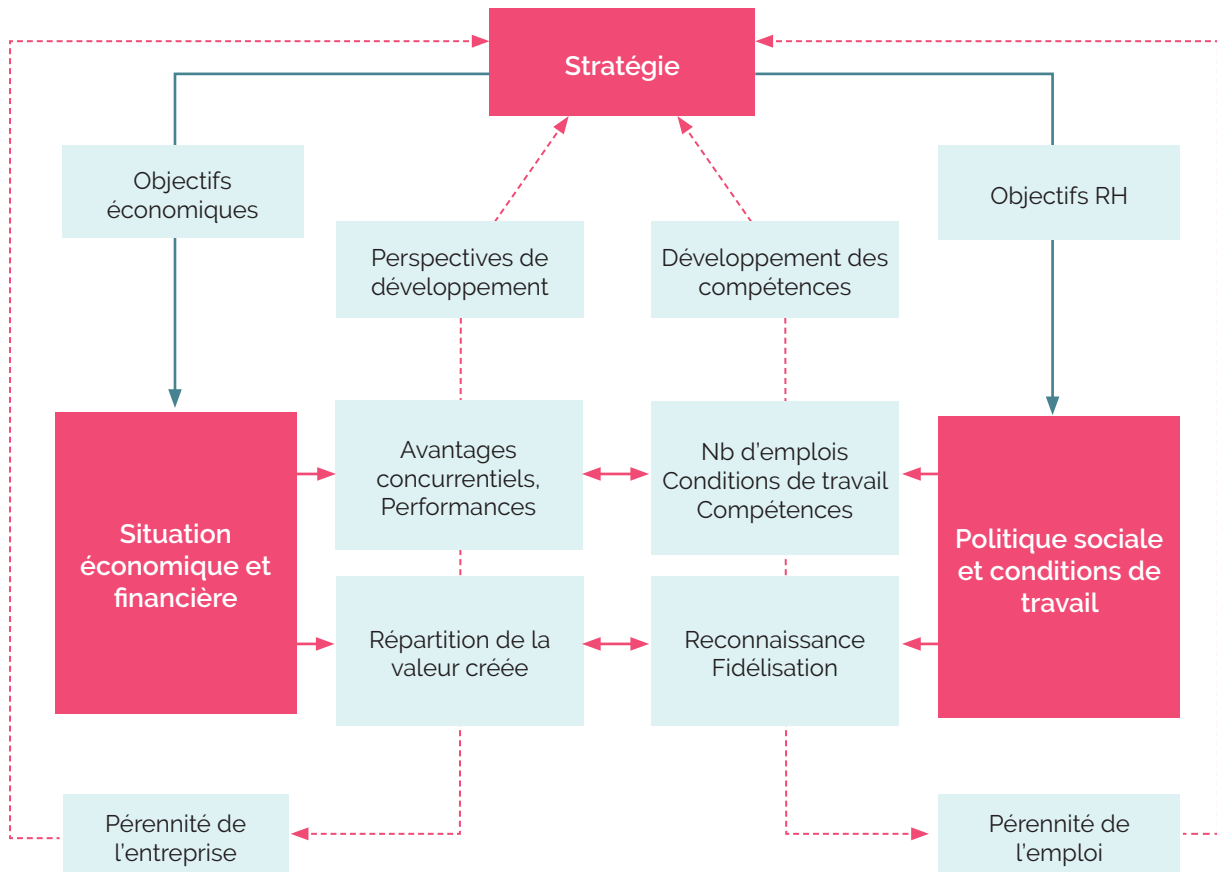 Stratégie
Objectifs
économiques
Objectifs RH
Perspectives de
développement
Développement des
compétences
Avantages
concurrentiels,
Performances
Nb d'emplois
Conditions de travail
Compétences
Situation
économique et
financière
Politique sociale
et conditions de
travail
Répartition de la
valeur créée
Reconnaissance
Fidélisation
Pérennité de
l'entreprise
Pérennité de
l'emploi